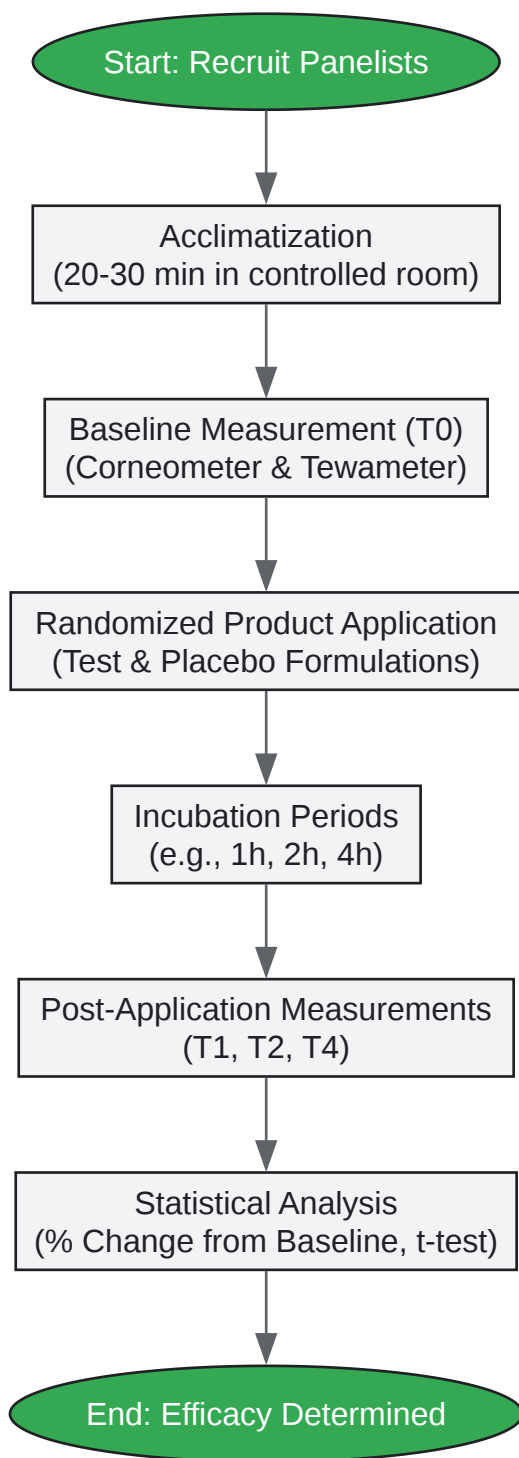 Start: Recruit Panelists
Acclimatization
(20-30 min in controlled room)
Baseline Measurement (T0)
(Corneometer & Tewameter)
Randomized Product Application
(Test & Placebo Formulations)
Incubation Periods
(e.g., 1h, 2h, 4h)
Post-Application Measurements
(T1, T2, T4)
Statistical Analysis
(% Change from Baseline, t-test)
End: Efficacy Determined